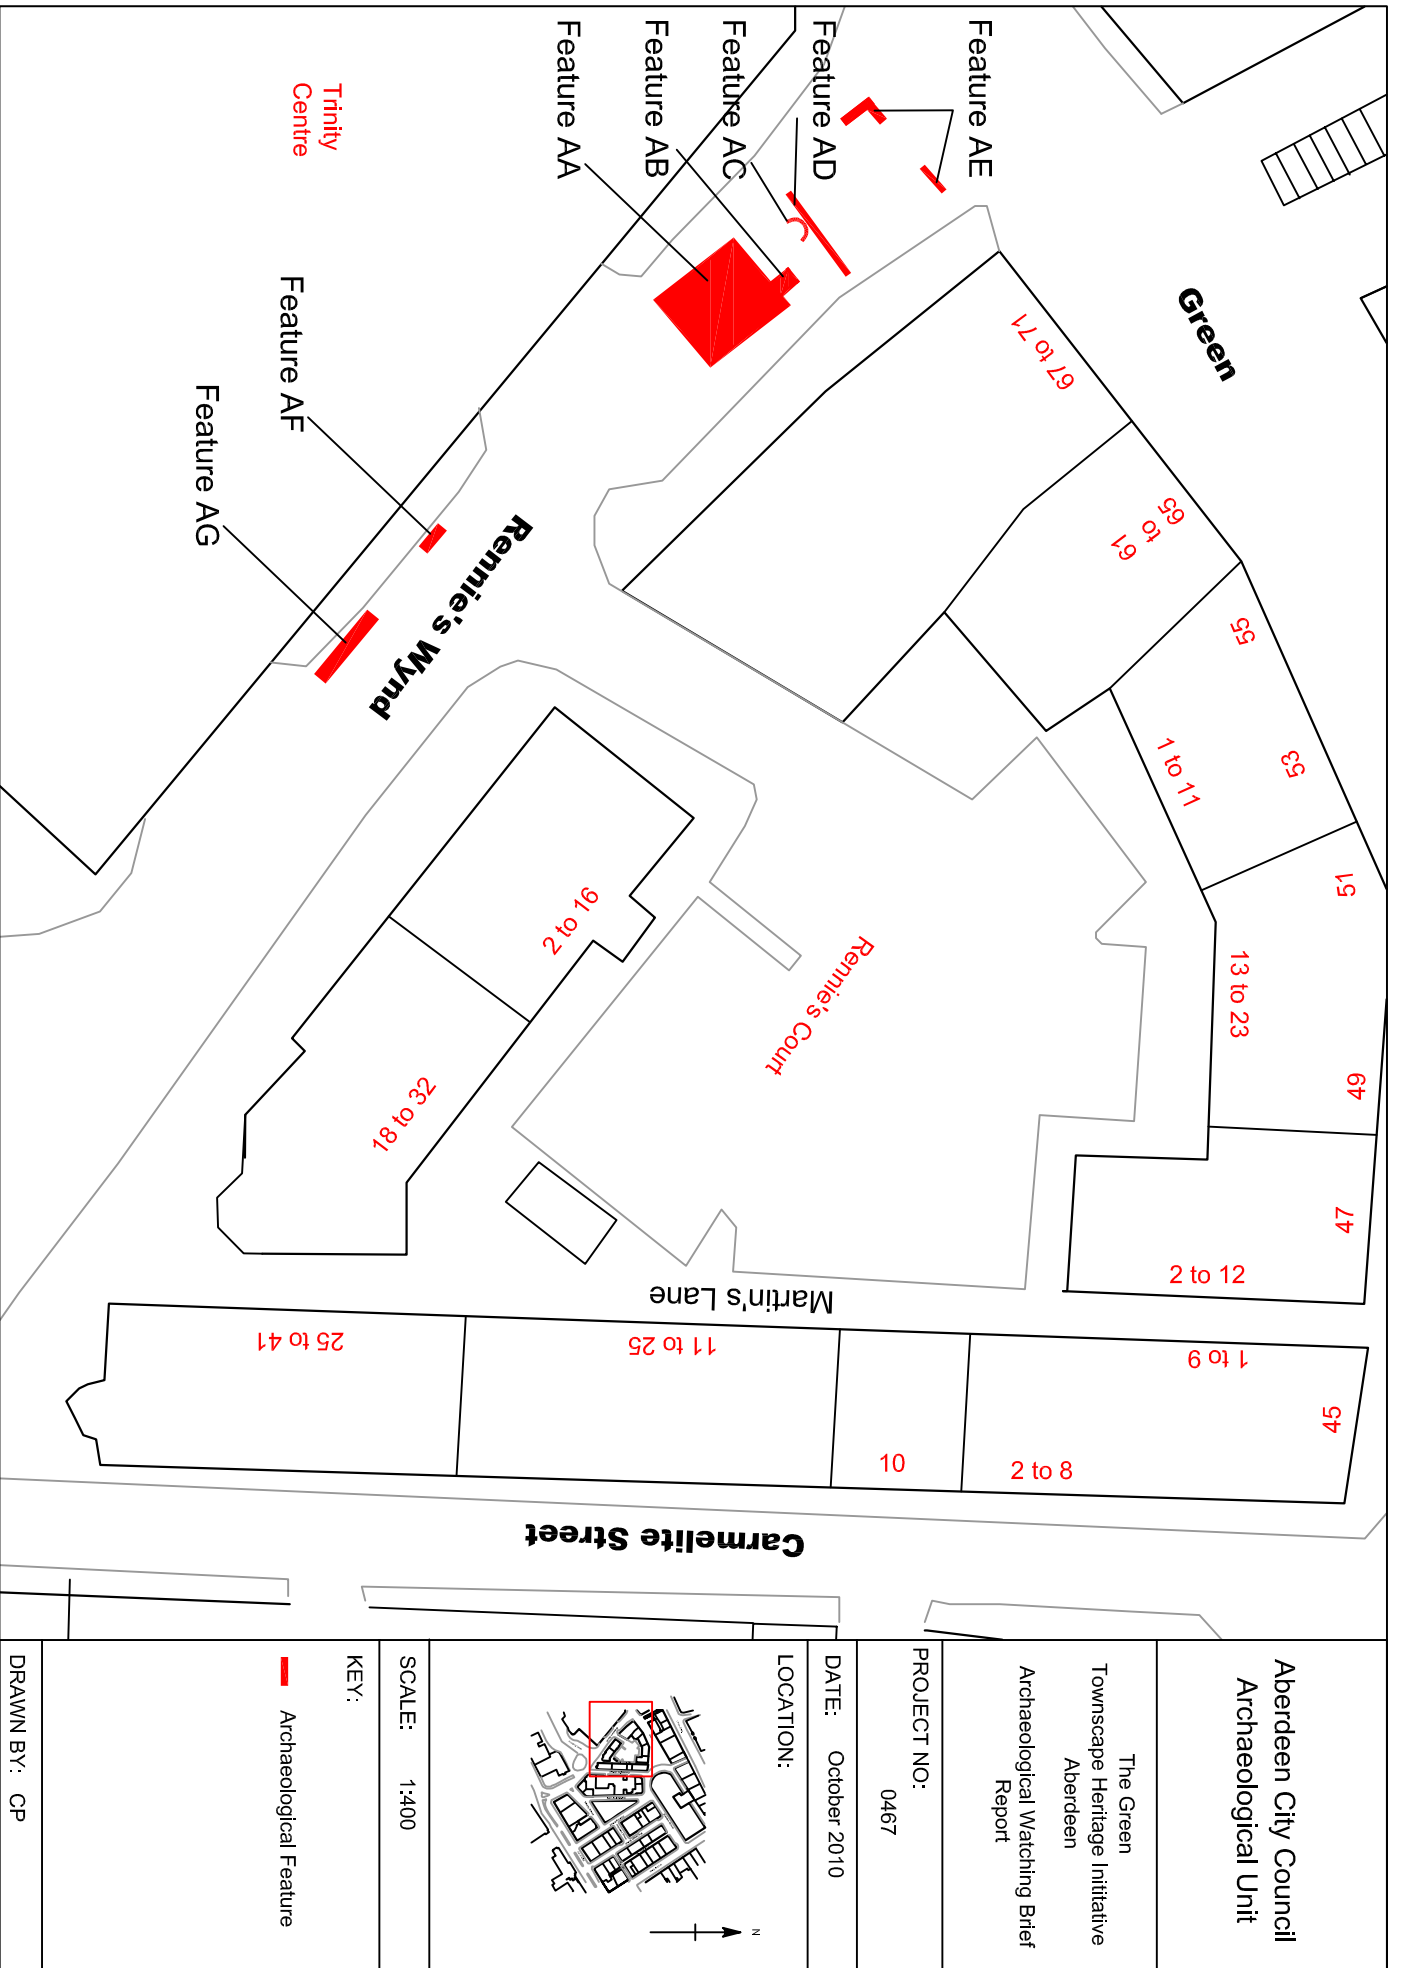 Feature AA
Feature AB
Feature AC
Feature AD
Feature AE
Feature AF
Feature AG
Trinity
Centre
Green
Rennie's Wynd
67 to 71
61
to
65
55
53
51
49
47
45
1 to 11
13 to 23
2 to 12
2 to 16
18 to 32
Rennie's Court
Martin's Lane
25 to 41
11 to 25
1 to 9
10
2 to 8
Carmelite Street
Aberdeen City Council
Archaeological Unit
The Green
Townscape Heritage Inititative
Aberdeen
Archaeological Watching Brief
Report
PROJECT NO:
0467
DATE: October 2010
LOCATION:
N
SCALE: 1:400
KEY:
Archaeological Feature
DRAWN BY: CP